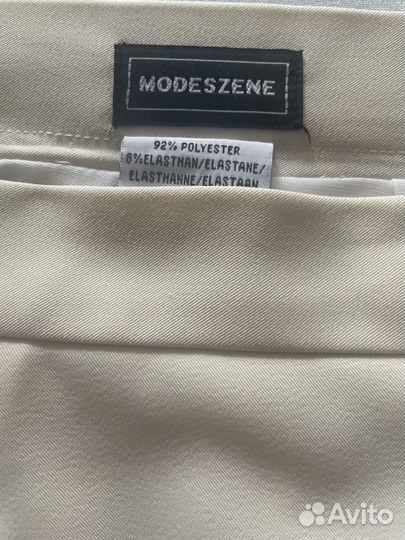 MODESZENE
92% POLYESTER
8%ELASTHAN/ELASTANE/
ELASTHANNE/ELASTAAN
Avito